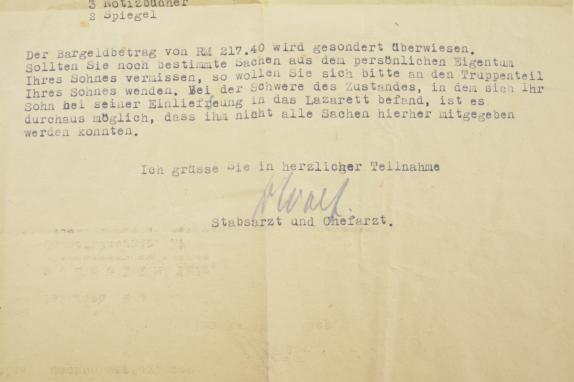 3 Notizbücher
2 Spiegel
Der Bargeldbetrag von RM 217.40 wird gesondert überwiesen.
Sollten Sie noch bestimmte Sachen aus dem persönlichen Eigentum
Ihres Sohnes vermissen, so wollen Sie sich bitte an den Truppenteil
Ihres Sohnes wenden. Bei der Schwere des Zustandes, in dem sich Ihr
Sohn bei seiner Einlieferung in das Lazarett befand, ist es
durchaus möglich, dass ihm nicht alle Sachen hierher mitgegeben
werden konnten.
Ich grüsse Sie in herzlicher Teilnahme
Stabsarzt und Chefarzt.